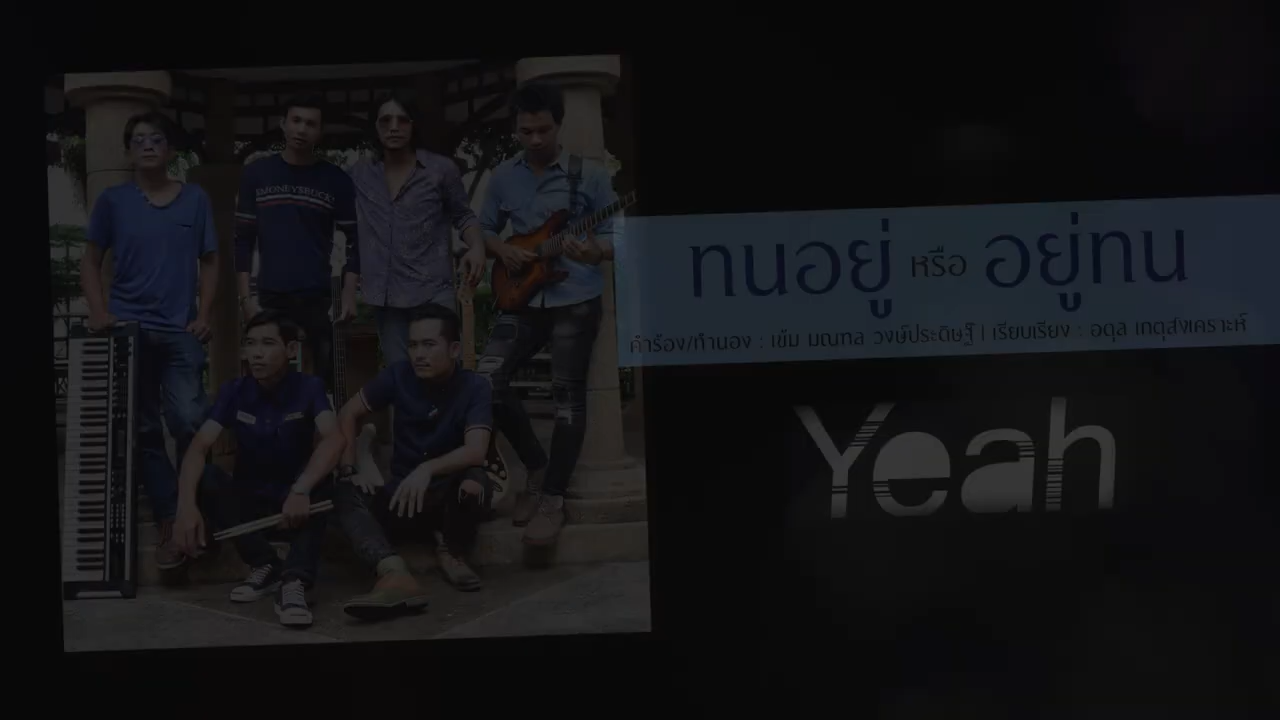 SMONEYSBUCK
ทนอยู่ หรือ อยู่ทน
คำร้อง/ทำนอง : เข้ม มณฑล วงษ์ประดิษฐ์ | เรียบเรียง : อดุล เกตุสังเคราะห์
Yeah